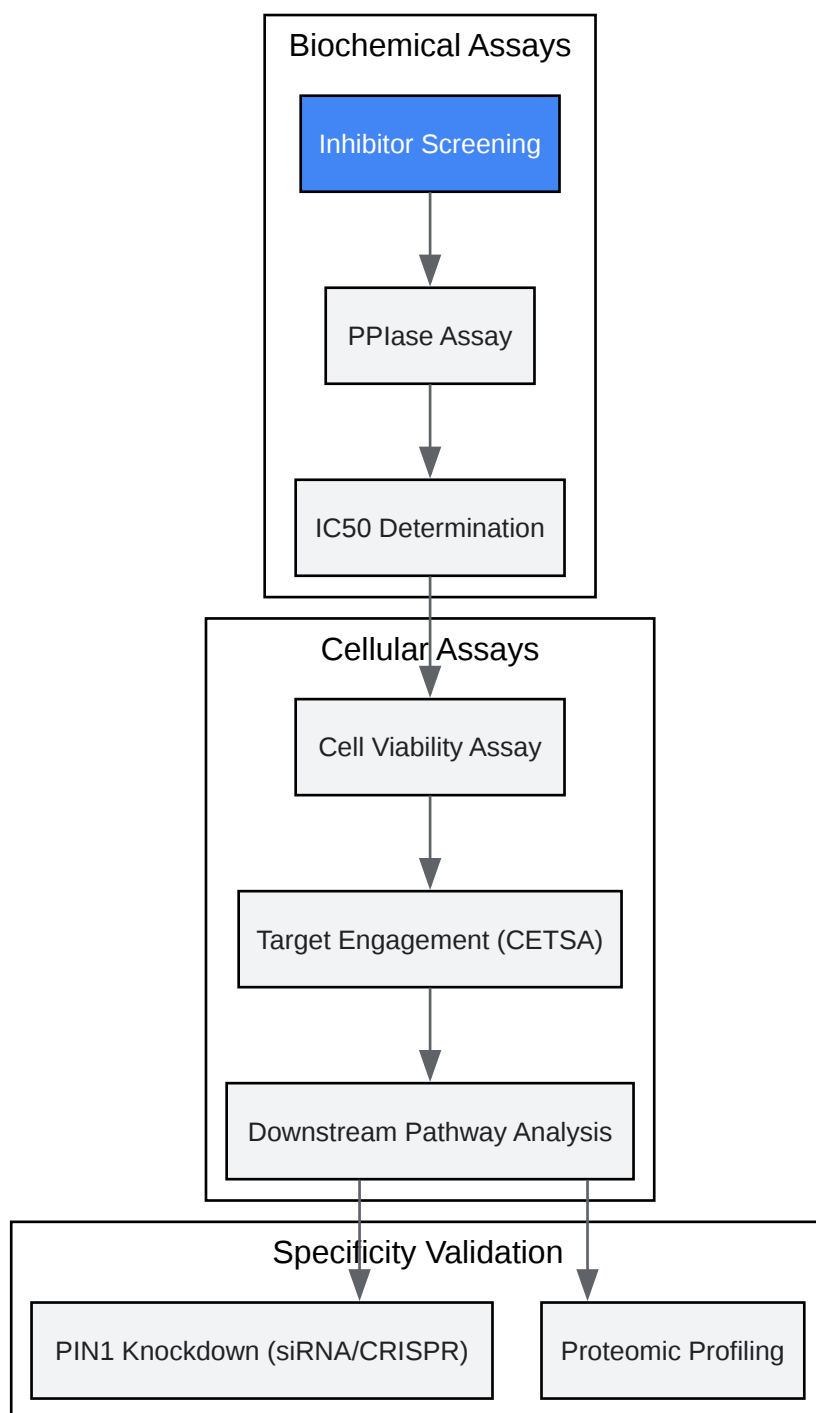 Biochemical Assays
Inhibitor Screening
PPIase Assay
IC50 Determination
Cellular Assays
Cell Viability Assay
Target Engagement (CETSA)
Downstream Pathway Analysis
Specificity Validation
PIN1 Knockdown (siRNA/CRISPR)
Proteomic Profiling